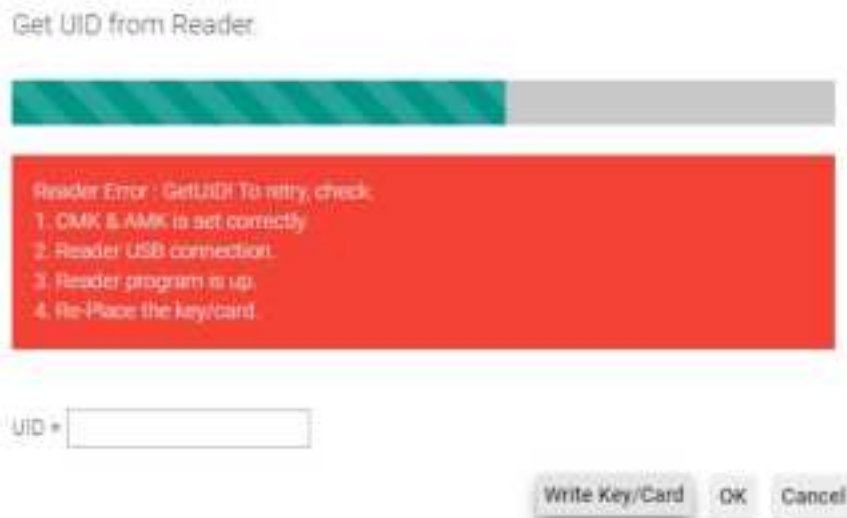 Get UID from Reader.
Reader Error : GetUID! To retry, check.
1. CMK & AMK is set correctly.
2. Reader USB connection.
3. Reader program is up.
4. Re-Place the key/card.
UID *
Write Key/Card OK Cancel